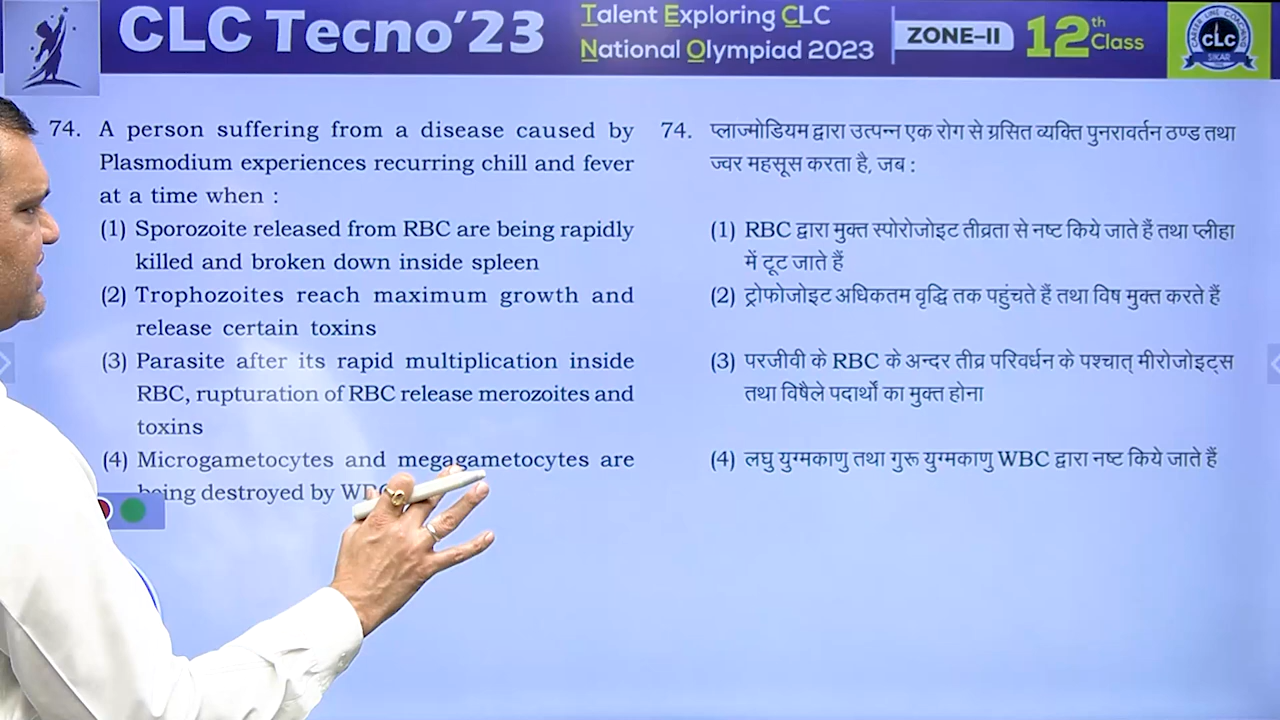 CLC Tecno'23
Talent Exploring CLC
National Olympiad 2023
ZONE–II
12th Class
CAREER LINE COACHING
CLC
SIKAR
74. A person suffering from a disease caused by
Plasmodium experiences recurring chill and fever
at a time when :
(1) Sporozoite released from RBC are being rapidly
killed and broken down inside spleen
(2) Trophozoites reach maximum growth and
release certain toxins
(3) Parasite after its rapid multiplication inside
RBC, rupturation of RBC release merozoites and
toxins
(4) Microgametocytes and megagametocytes are
being destroyed by
74. प्लाज्मोडियम द्वारा उत्पन्न एक रोग से ग्रसित व्यक्ति पुनरावर्तन ठण्ड तथा
ज्वर महसूस करता है, जब :
(1) RBC द्वारा मुक्त स्पोरोजोइट तीव्रता से नष्ट किये जाते हैं तथा प्लीहा
में टूट जाते हैं
(2) ट्रोफोजोइट अधिकतम वृद्धि तक पहुंचते हैं तथा विष मुक्त करते हैं
(3) परजीवी के RBC के अन्दर तीव्र परिवर्धन के पश्चात् मीरोजोइट्स
तथा विषैले पदार्थों का मुक्त होना
(4) लघु युग्मकाणु तथा गुरू युग्मकाणु WBC द्वारा नष्ट किये जाते हैं